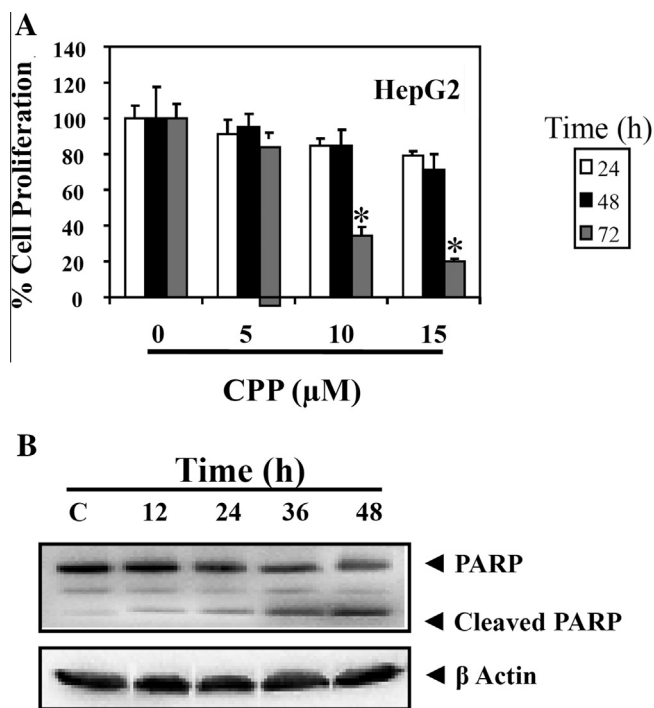 A
140
120
100
80
60
40
20
0
% Cell Proliferation
HepG2
* *
0 5 10 15
CPP (µM)
Time (h)
24
48
72
B
Time (h)
C 12 24 36 48
PARP
Cleaved PARP
β Actin